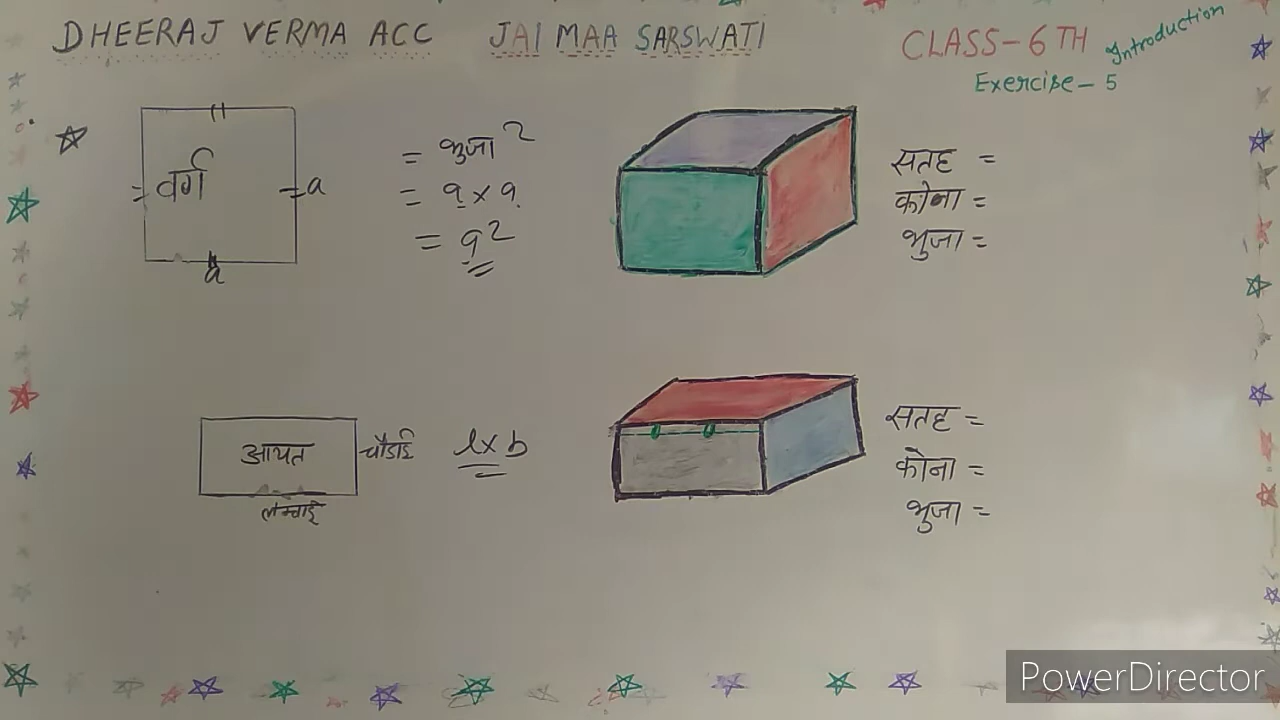 DHEERAJ VERMA ACC JAI MAA SARSWATI
CLASS-6TH Introduction
Exercise-5
वर्ग
a
a
= भुजा²
= a × a
= a²
सतह =
कोना =
भुजा =
आयत
चौडाई
लम्बाई
l×b
सतह =
कोना =
भुजा =
PowerDirector